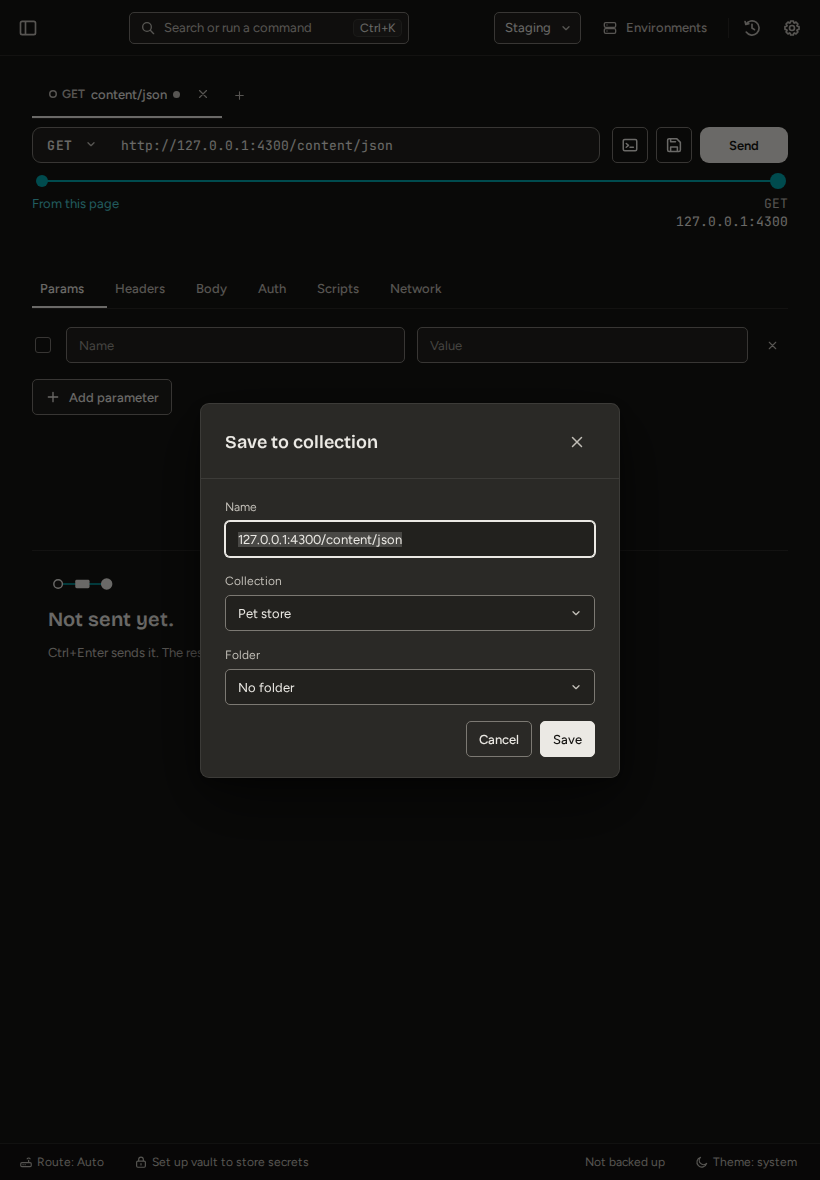 Search or run a command
Ctrl+K
Staging
Environments
GET content/json
GET
http://127.0.0.1:4300/content/json
Send
From this page
GET
127.0.0.1:4300
Params
Headers
Body
Auth
Scripts
Network
Name
Value
Add parameter
Save to collection
Name
127.0.0.1:4300/content/json
Collection
Pet store
Folder
No folder
Cancel
Save
Not sent yet.
Ctrl+Enter sends it. The
Route: Auto
Set up vault to store secrets
Not backed up
Theme: system